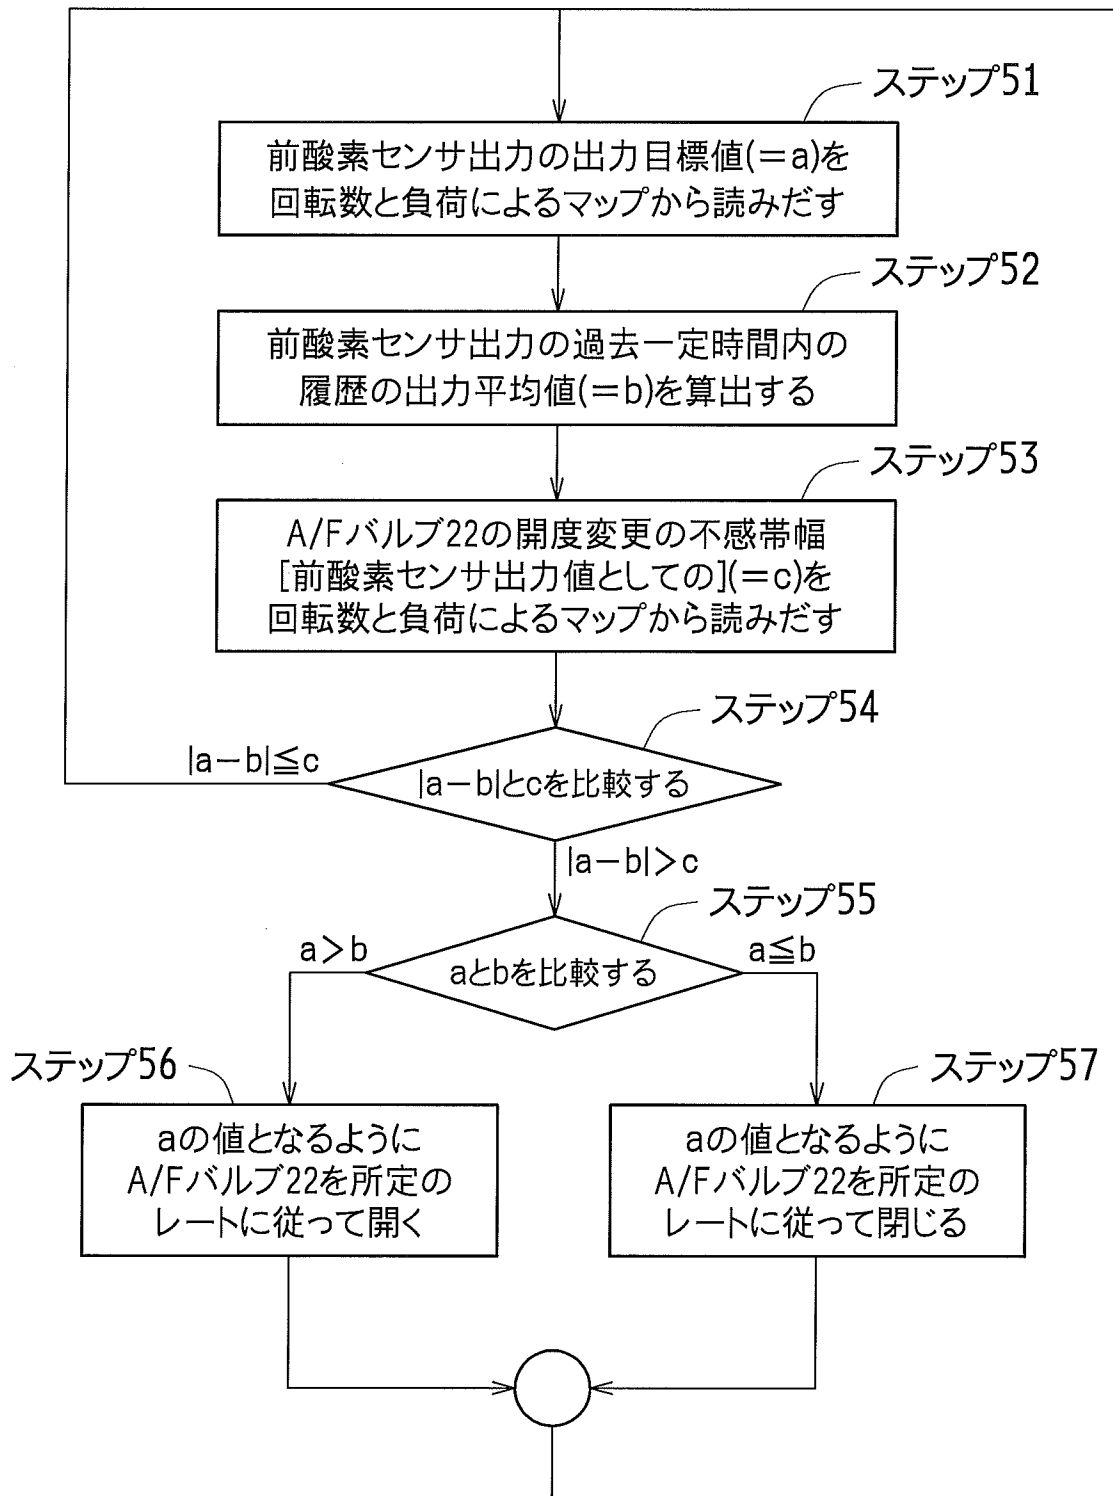 ステップ51
前酸素センサ出力の出力目標値(=a)を
回転数と負荷によるマップから読みだす
ステップ52
前酸素センサ出力の過去一定時間内の
履歴の出力平均値(=b)を算出する
ステップ53
A/Fバルブ22の開度変更の不感帯幅
[前酸素センサ出力値としての](=c)を
回転数と負荷によるマップから読みだす
ステップ54
|a-b|≦c
|a-b|とcを比較する
|a-b|>c
ステップ55
a>b
aとbを比較する
a≦b
ステップ56
aの値となるように
A/Fバルブ22を所定の
レートに従って開く
ステップ57
aの値となるように
A/Fバルブ22を所定の
レートに従って閉じる